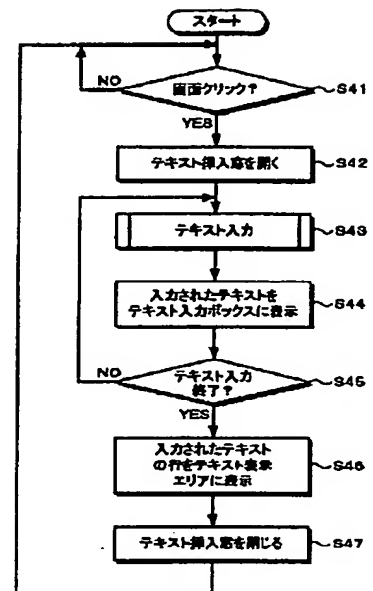 スタート
NO
画面クリック?
S41
YES
テキスト挿入窓を開く
S42
テキスト入力
S43
入力されたテキストを
テキスト入力ボックスに表示
S44
NO
テキスト入力
終了?
S45
YES
入力されたテキスト
の行をテキスト表示
エリアに表示
S46
テキスト挿入窓を閉じる
S47